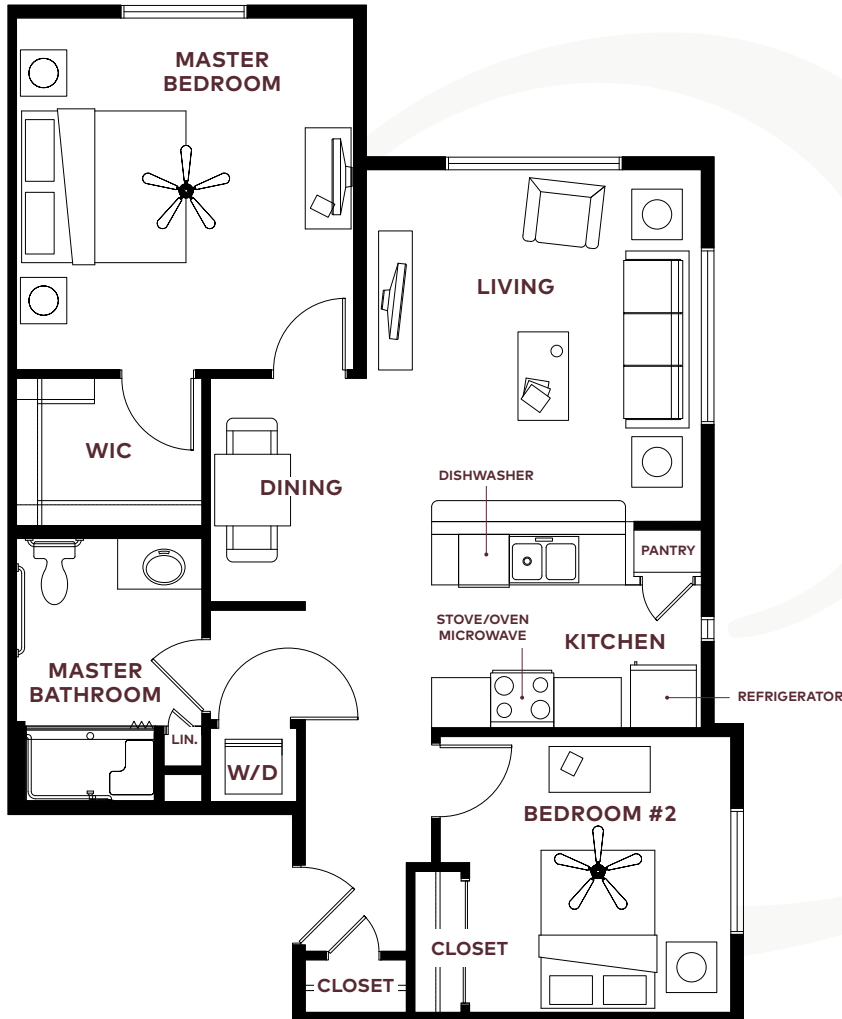 MASTER
BEDROOM
LIVING
WIC
DINING
DISHWASHER
PANTRY
STOVE/OVEN
MICROWAVE
KITCHEN
MASTER
BATHROOM
REFRIGERATOR
LIN.
W/D
BEDROOM #2
CLOSET
CLOSET